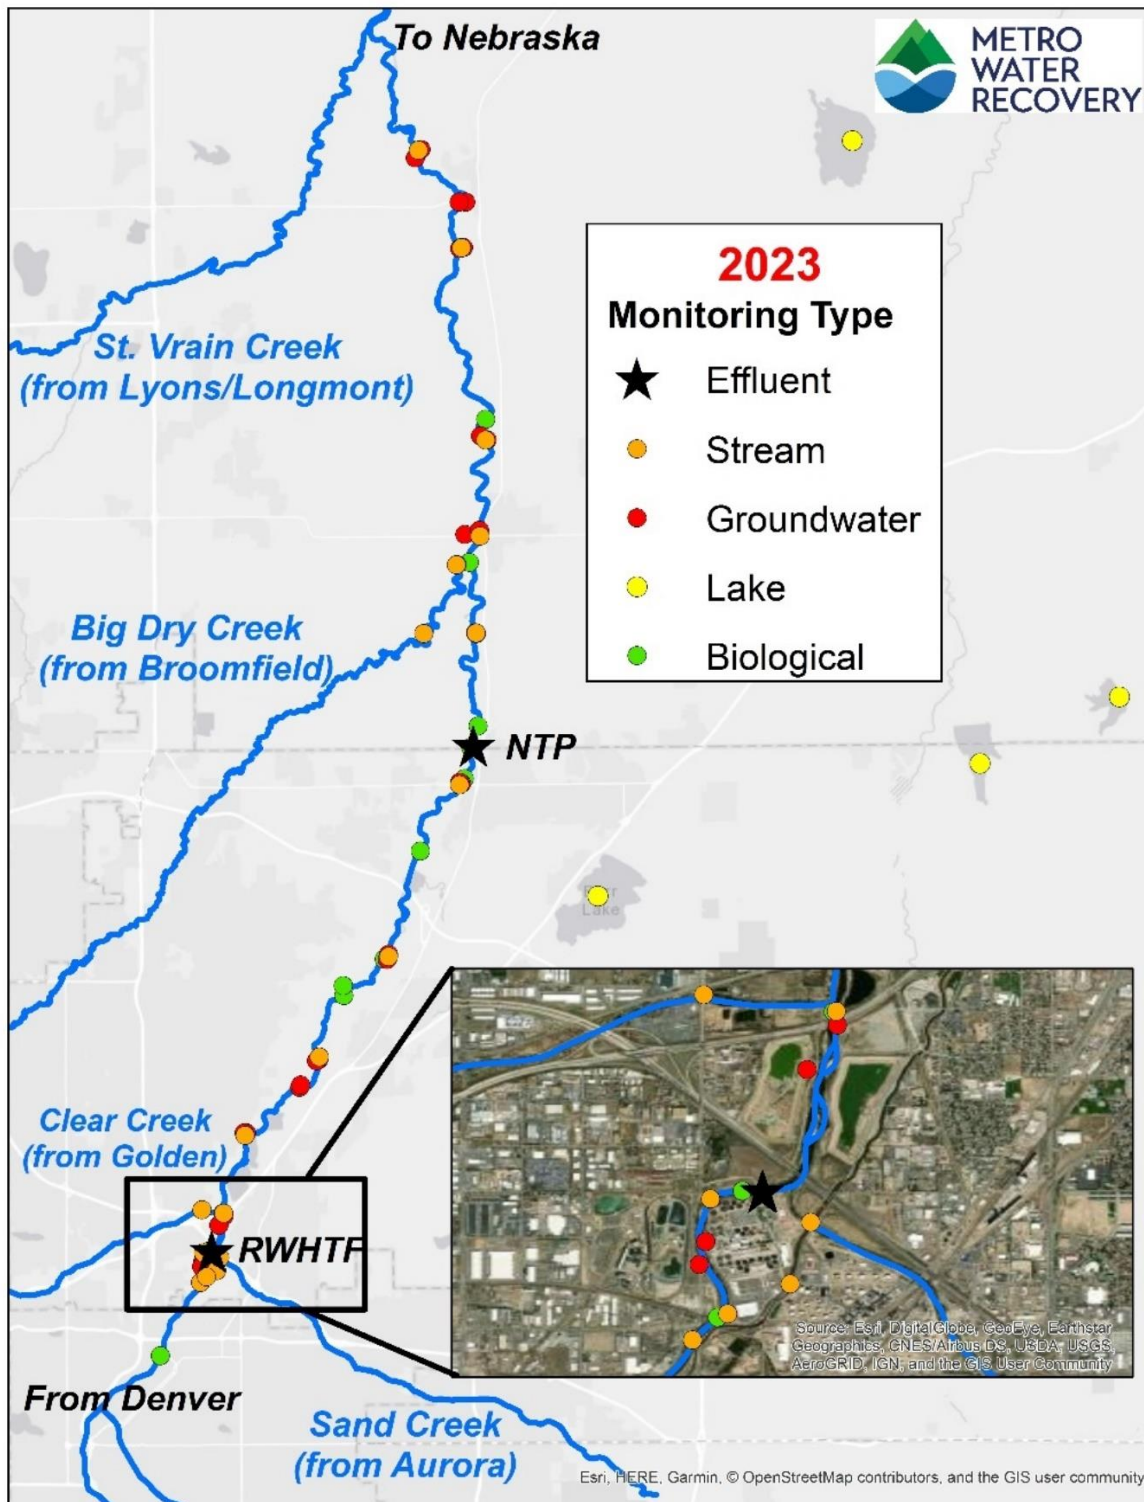 To Nebraska
METRO
WATER
RECOVERY
2023
Monitoring Type
Effluent
Stream
Groundwater
Lake
Biological
St. Vrain Creek
(from Lyons/Longmont)
Big Dry Creek
(from Broomfield)
NTP
Lake
Clear Creek
(from Golden)
RWHTF
Source: Esri, DigitalGlobe, GeoEye, Earthstar
Geographics, CNES/Airbus DS, USDA, USGS,
AeroGRID, IGN, and the GIS User Community
From Denver
Sand Creek
(from Aurora)
Esri, HERE, Garmin, © OpenStreetMap contributors, and the GIS user community